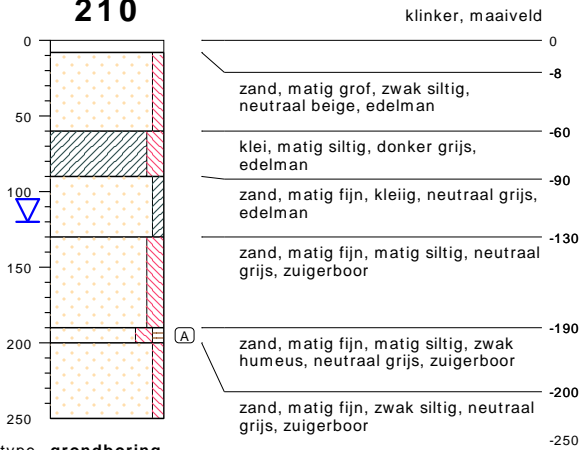 210
klinker, maaiveld
0
0
-8
zand, matig grof, zwak siltig,
neutraal beige, edelman
50
-60
klei, matig siltig, donker grijs,
edelman
-90
100
zand, matig fijn, kleiig, neutraal grijs,
edelman
-130
zand, matig fijn, matig siltig, neutraal
grijs, zuigerboor
150
-190
A
200
zand, matig fijn, matig siltig, zwak
humeus, neutraal grijs, zuigerboor
-200
zand, matig fijn, zwak siltig, neutraal
grijs, zuigerboor
250
-250
type grondboring